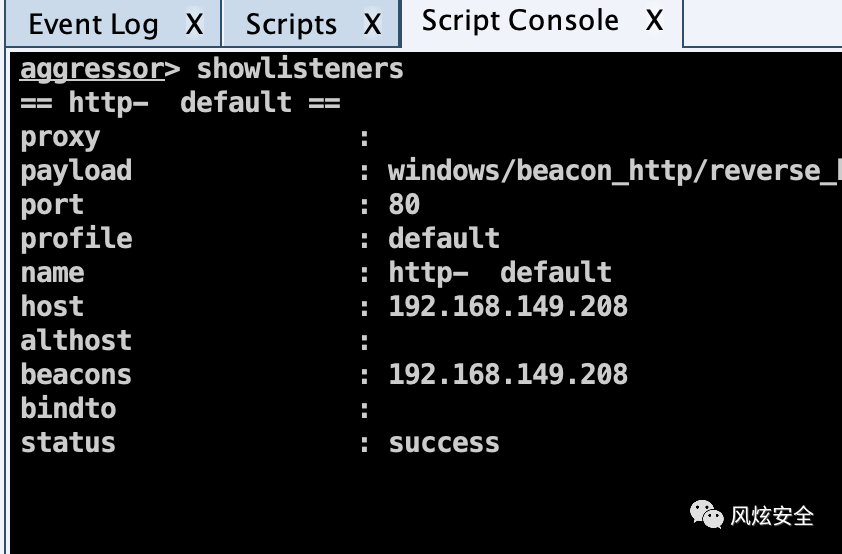 Event Log X Scripts X Script Console X
aggressor> showlisteners
== http-  default ==
proxy :
payload : windows/beacon_http/reverse_
port : 80
profile : default
name : http-  default
host : 192.168.149.208
althost :
beacons : 192.168.149.208
bindto :
status : success
风炫安全